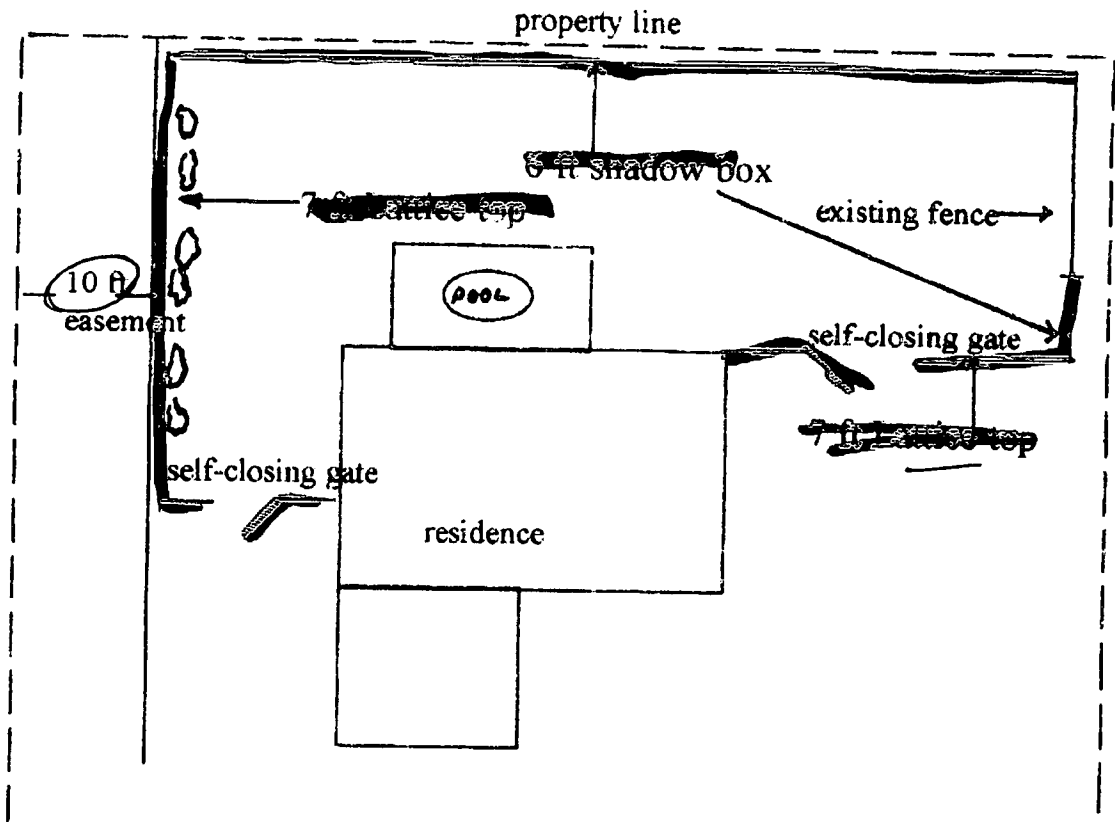 property line
6 ft shadow box
7 ft Lattice top
existing fence
10 ft
easement
POOL
self-closing gate
7 ft Lattice top
self-closing gate
residence